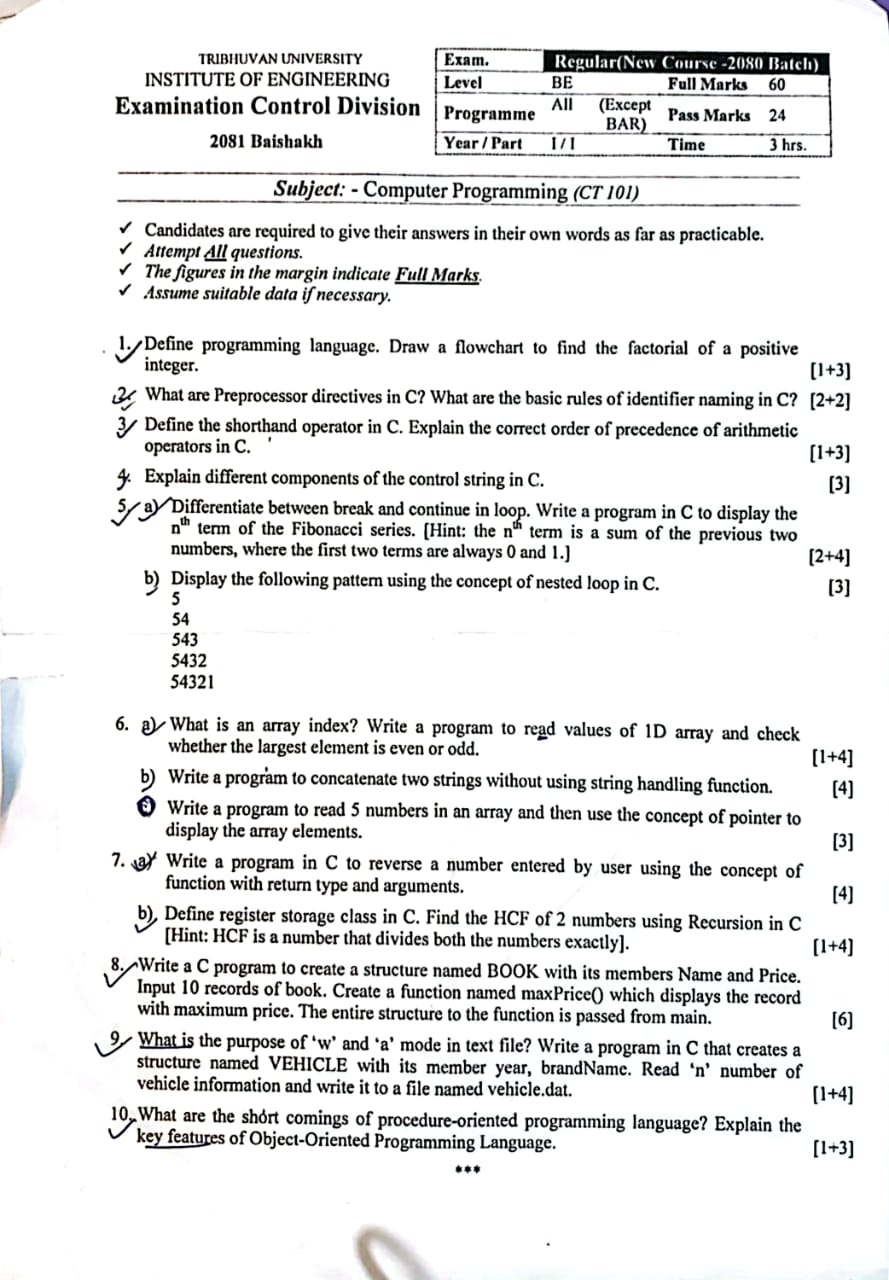 TRIBHUVAN UNIVERSITY
INSTITUTE OF ENGINEERING
Examination Control Division
2081 Baishakh
Exam. Regular(New Course -2080 Batch)
Level BE Full Marks 60
Programme All (Except BAR) Pass Marks 24
Year / Part I / I Time 3 hrs.
Subject: - Computer Programming (CT 101)
✓ Candidates are required to give their answers in their own words as far as practicable.
✓ Attempt All questions.
✓ The figures in the margin indicate Full Marks.
✓ Assume suitable data if necessary.
1. Define programming language. Draw a flowchart to find the factorial of a positive
integer. [1+3]
2. What are Preprocessor directives in C? What are the basic rules of identifier naming in C? [2+2]
3. Define the shorthand operator in C. Explain the correct order of precedence of arithmetic
operators in C. [1+3]
4. Explain different components of the control string in C. [3]
5. a) Differentiate between break and continue in loop. Write a program in C to display the
nth term of the Fibonacci series. [Hint: the nth term is a sum of the previous two
numbers, where the first two terms are always 0 and 1.] [2+4]
b) Display the following pattern using the concept of nested loop in C. [3]
5
54
543
5432
54321
6. a) What is an array index? Write a program to read values of 1D array and check
whether the largest element is even or odd. [1+4]
b) Write a program to concatenate two strings without using string handling function. [4]
Write a program to read 5 numbers in an array and then use the concept of pointer to
display the array elements. [3]
7. a) Write a program in C to reverse a number entered by user using the concept of
function with return type and arguments. [4]
b) Define register storage class in C. Find the HCF of 2 numbers using Recursion in C
[Hint: HCF is a number that divides both the numbers exactly]. [1+4]
8. Write a C program to create a structure named BOOK with its members Name and Price.
Input 10 records of book. Create a function named maxPrice() which displays the record
with maximum price. The entire structure to the function is passed from main. [6]
9. What is the purpose of ‘w’ and ‘a’ mode in text file? Write a program in C that creates a
structure named VEHICLE with its member year, brandName. Read ‘n’ number of
vehicle information and write it to a file named vehicle.dat. [1+4]
10. What are the short comings of procedure-oriented programming language? Explain the
key features of Object-Oriented Programming Language. [1+3]
***